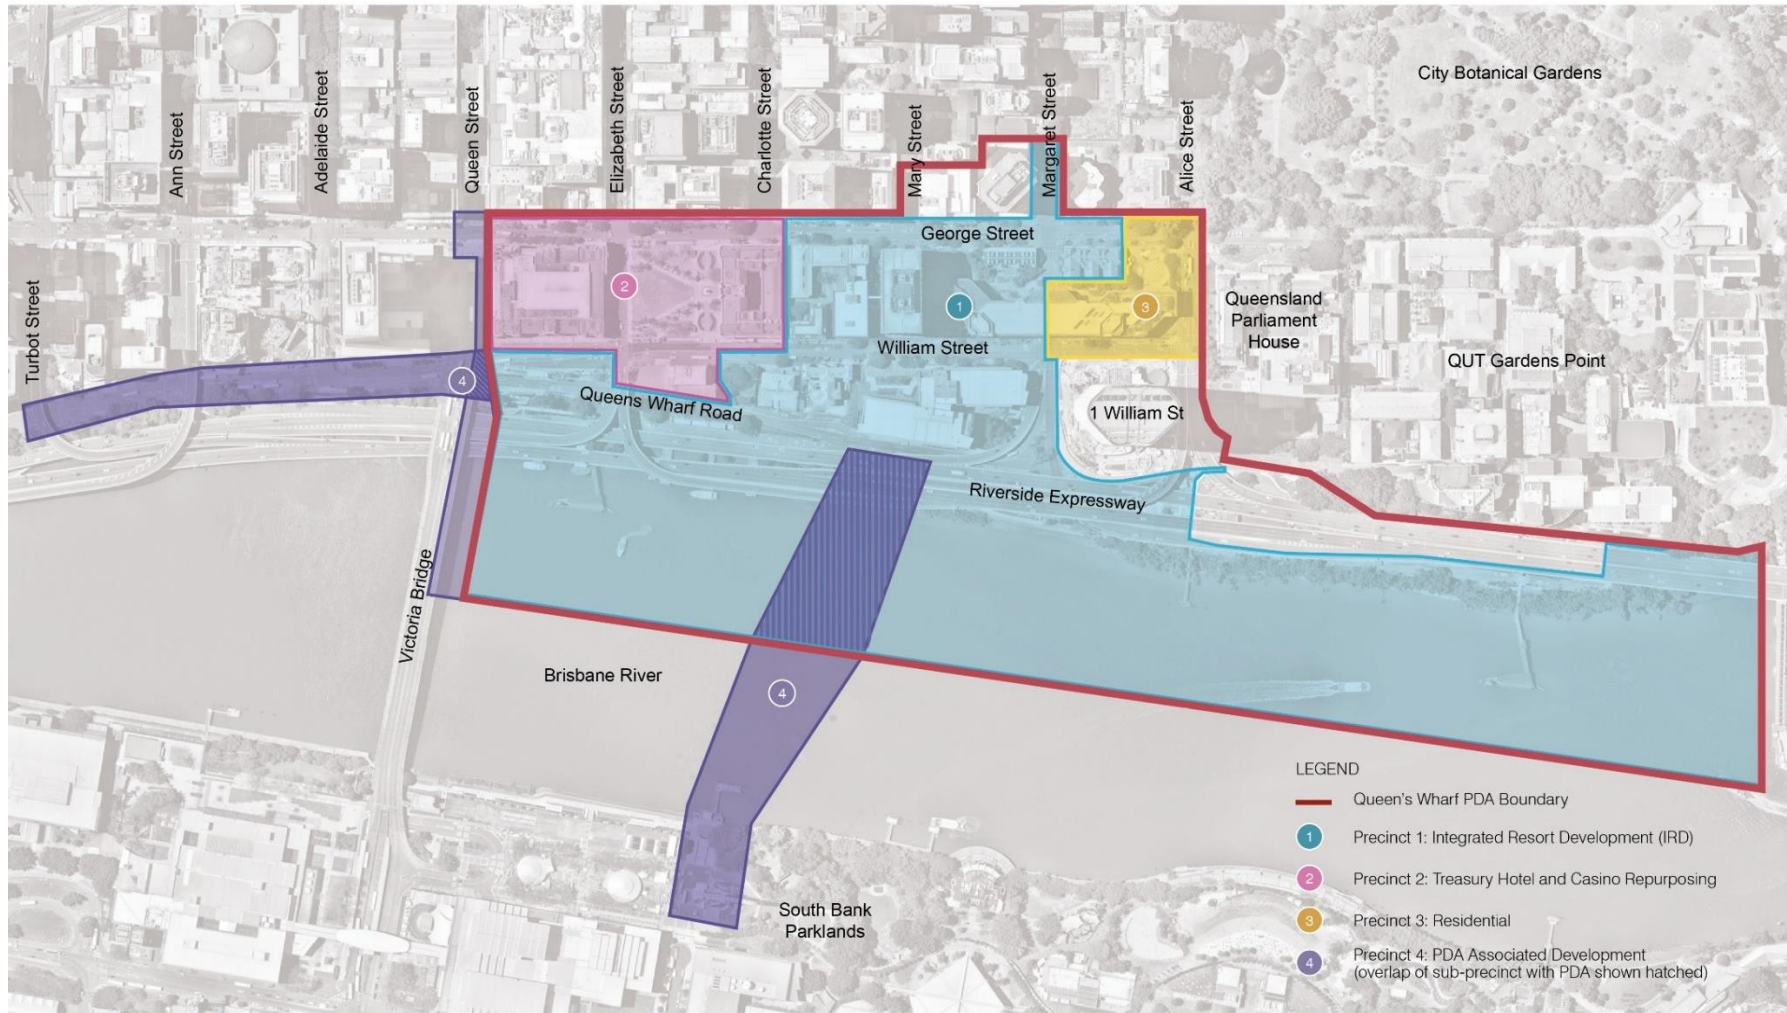 City Botanical Gardens
Ann Street
Adelaide Street
Queen Street
Elizabeth Street
Charlotte Street
Mary Street
Margaret Street
Alice Street
George Street
Turbot Street
2
1
3
Queensland
Parliament
House
William Street
QUT Gardens Point
4
Queens Wharf Road
1 William St
Riverside Expressway
Victoria Bridge
Brisbane River
4
South Bank
Parklands
LEGEND
Queen's Wharf PDA Boundary
1 Precinct 1: Integrated Resort Development (IRD)
2 Precinct 2: Treasury Hotel and Casino Repurposing
3 Precinct 3: Residential
4 Precinct 4: PDA Associated Development
(overlap of sub-precinct with PDA shown hatched)